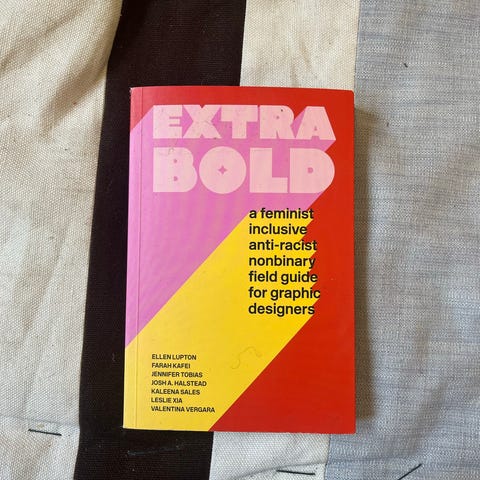 EXTRA
BOLD
a feminist
inclusive
anti-racist
nonbinary
field guide
for graphic
designers
ELLEN LUPTON
FARAH KAFEI
JENNIFER TOBIAS
JOSH A. HALSTEAD
KALEENA SALES
LESLIE XIA
VALENTINA VERGARA